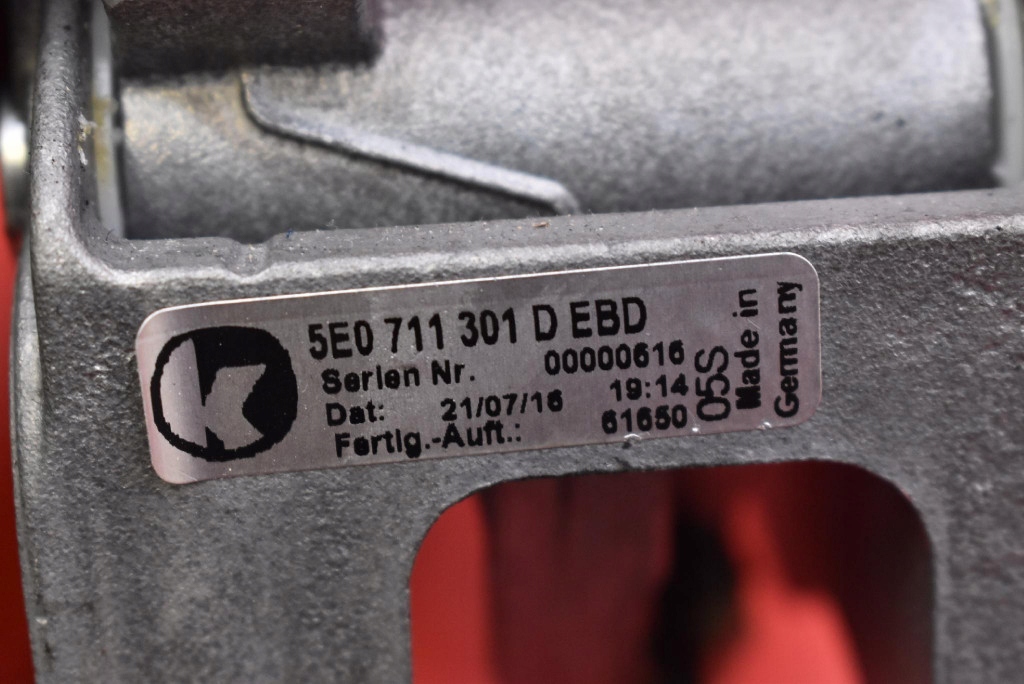 5E0 711 301 D EBD
Serien Nr. 00000616
Dat: 21/07/16 19:14
Fertig.-Auft.: 61650
05S
Made in
Germany